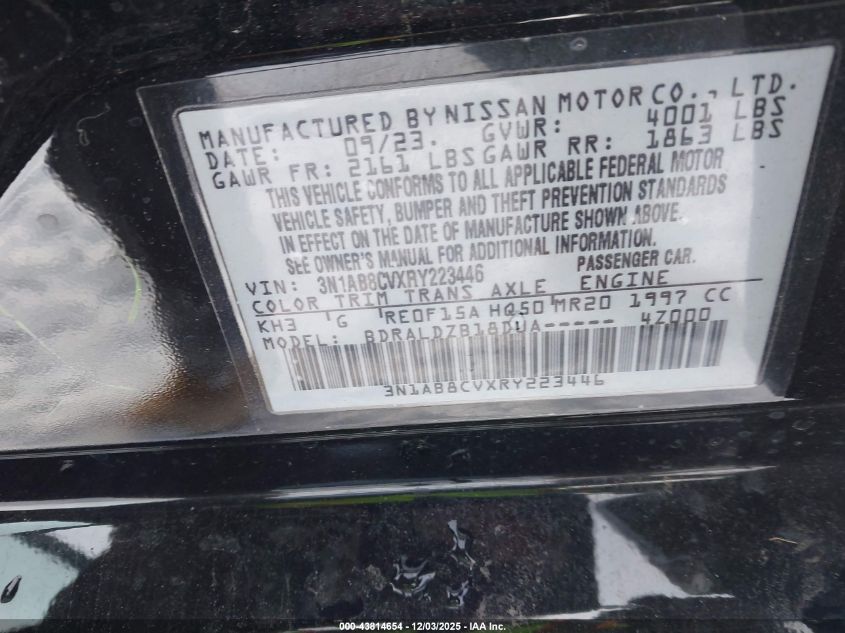 MANUFACTURED BY NISSAN MOTOR CO., LTD.
DATE: 09/23. GVWR: 4001 LBS
GAWR FR: 2161 LBS GAWR RR: 1863 LBS
THIS VEHICLE CONFORMS TO ALL APPLICABLE FEDERAL MOTOR
VEHICLE SAFETY, BUMPER AND THEFT PREVENTION STANDARDS
IN EFFECT ON THE DATE OF MANUFACTURE SHOWN ABOVE.
SEE OWNER'S MANUAL FOR ADDITIONAL INFORMATION.
VIN: 3N1AB8CVXRY223446 PASSENGER CAR.
COLOR TRIM TRANS AXLE ENGINE
KH3 G RE0F15A HQ50 MR20 1997 CC
MODEL: BDRALDZB18DUA----- 4Z000
3N1AB8CVXRY223446
000-43814654 - 12/03/2025 - IAA Inc.